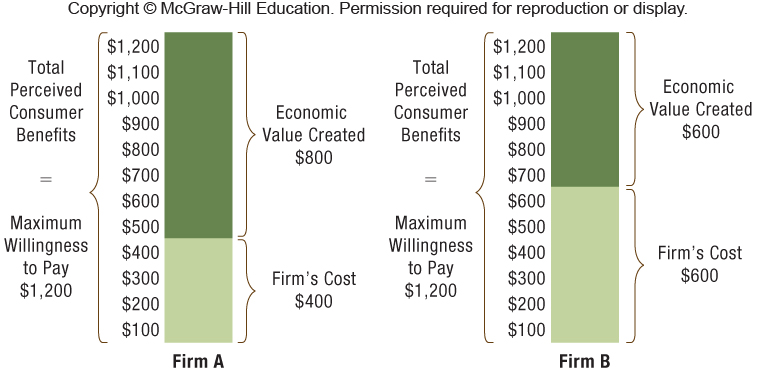 Copyright © McGraw-Hill Education. Permission required for reproduction or display.
Total
Perceived
Consumer
Benefits
=
Maximum
Willingness
to Pay
$1,200
$1,200
$1,100
$1,000
$900
$800
$700
$600
$500
$400
$300
$200
$100
Economic
Value Created
$800
Firm's Cost
$400
Firm A
Total
Perceived
Consumer
Benefits
=
Maximum
Willingness
to Pay
$1,200
$1,200
$1,100
$1,000
$900
$800
$700
$600
$500
$400
$300
$200
$100
Economic
Value Created
$600
Firm's Cost
$600
Firm B